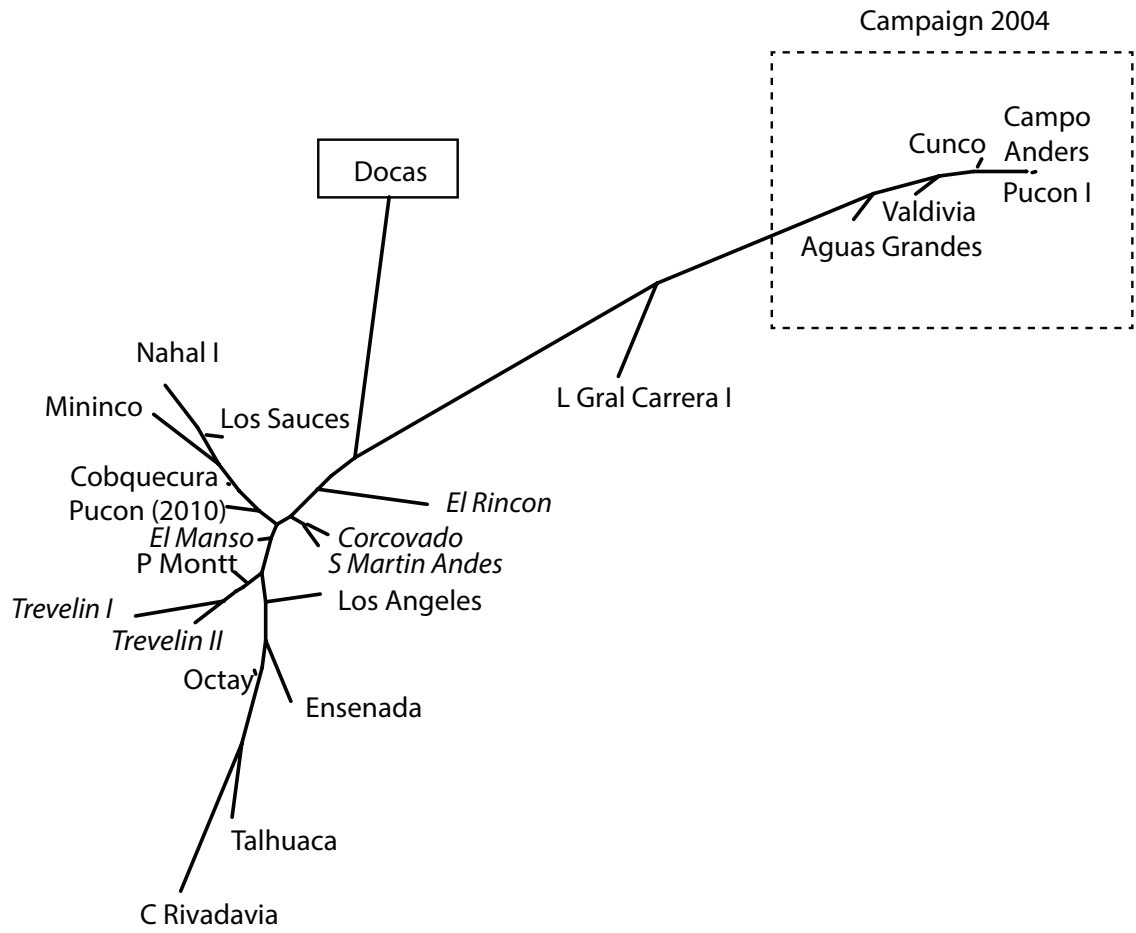 Campaign 2004
Campo
Anders
Cunco
Pucon I
Valdivia
Aguas Grandes
Docas
L Gral Carrera I
Nahal I
Mininco
Los Sauces
Cobquecura
Pucon (2010)
El Rincon
El Manso
Corcovado
P Montt
S Martin Andes
Los Angeles
Trevelin I
Trevelin II
Octay
Ensenada
Talhuaca
C Rivadavia